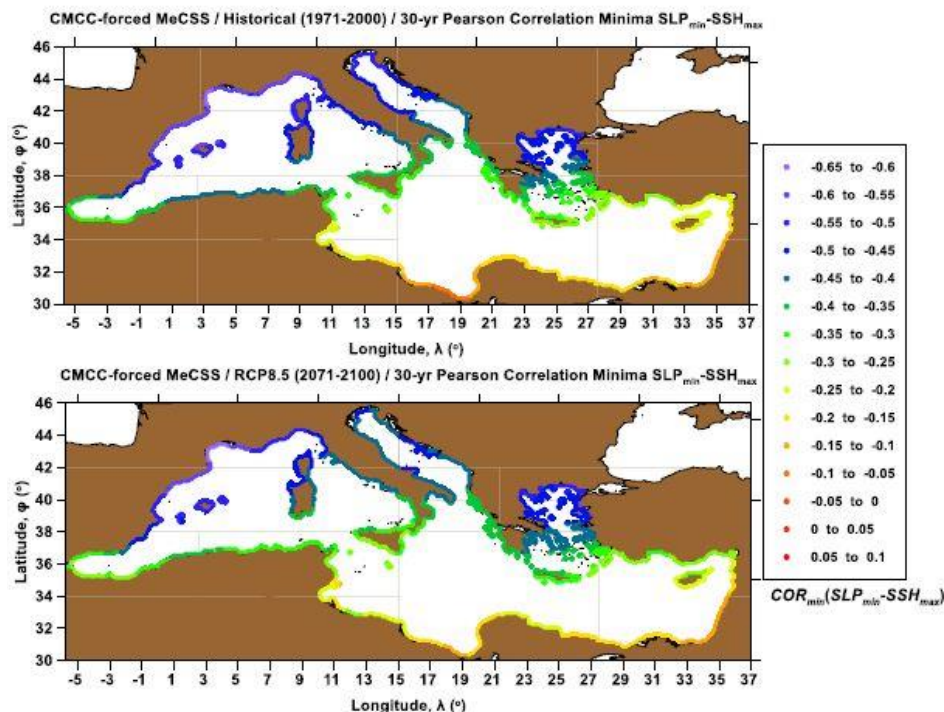 CMCC-forced MeCSS / Historical (1971-2000) / 30-yr Pearson Correlation Minima SLPmin-SSHmax
46
44
42
40
38
36
34
32
30
Latitude, φ (°)
-5 -3 -1 1 3 5 7 9 11 13 15 17 19 21 23 25 27 29 31 33 35 37
Longitude, λ (°)
CMCC-forced MeCSS / RCP8.5 (2071-2100) / 30-yr Pearson Correlation Minima SLPmin-SSHmax
46
44
42
40
38
36
34
32
30
Latitude, φ (°)
-5 -3 -1 1 3 5 7 9 11 13 15 17 19 21 23 25 27 29 31 33 35 37
Longitude, λ (°)
-0.65 to -0.6
-0.6 to -0.55
-0.55 to -0.5
-0.5 to -0.45
-0.45 to -0.4
-0.4 to -0.35
-0.35 to -0.3
-0.3 to -0.25
-0.25 to -0.2
-0.2 to -0.15
-0.15 to -0.1
-0.1 to -0.05
-0.05 to 0
0 to 0.05
0.05 to 0.1
CORmin(SLPmin-SSHmax)